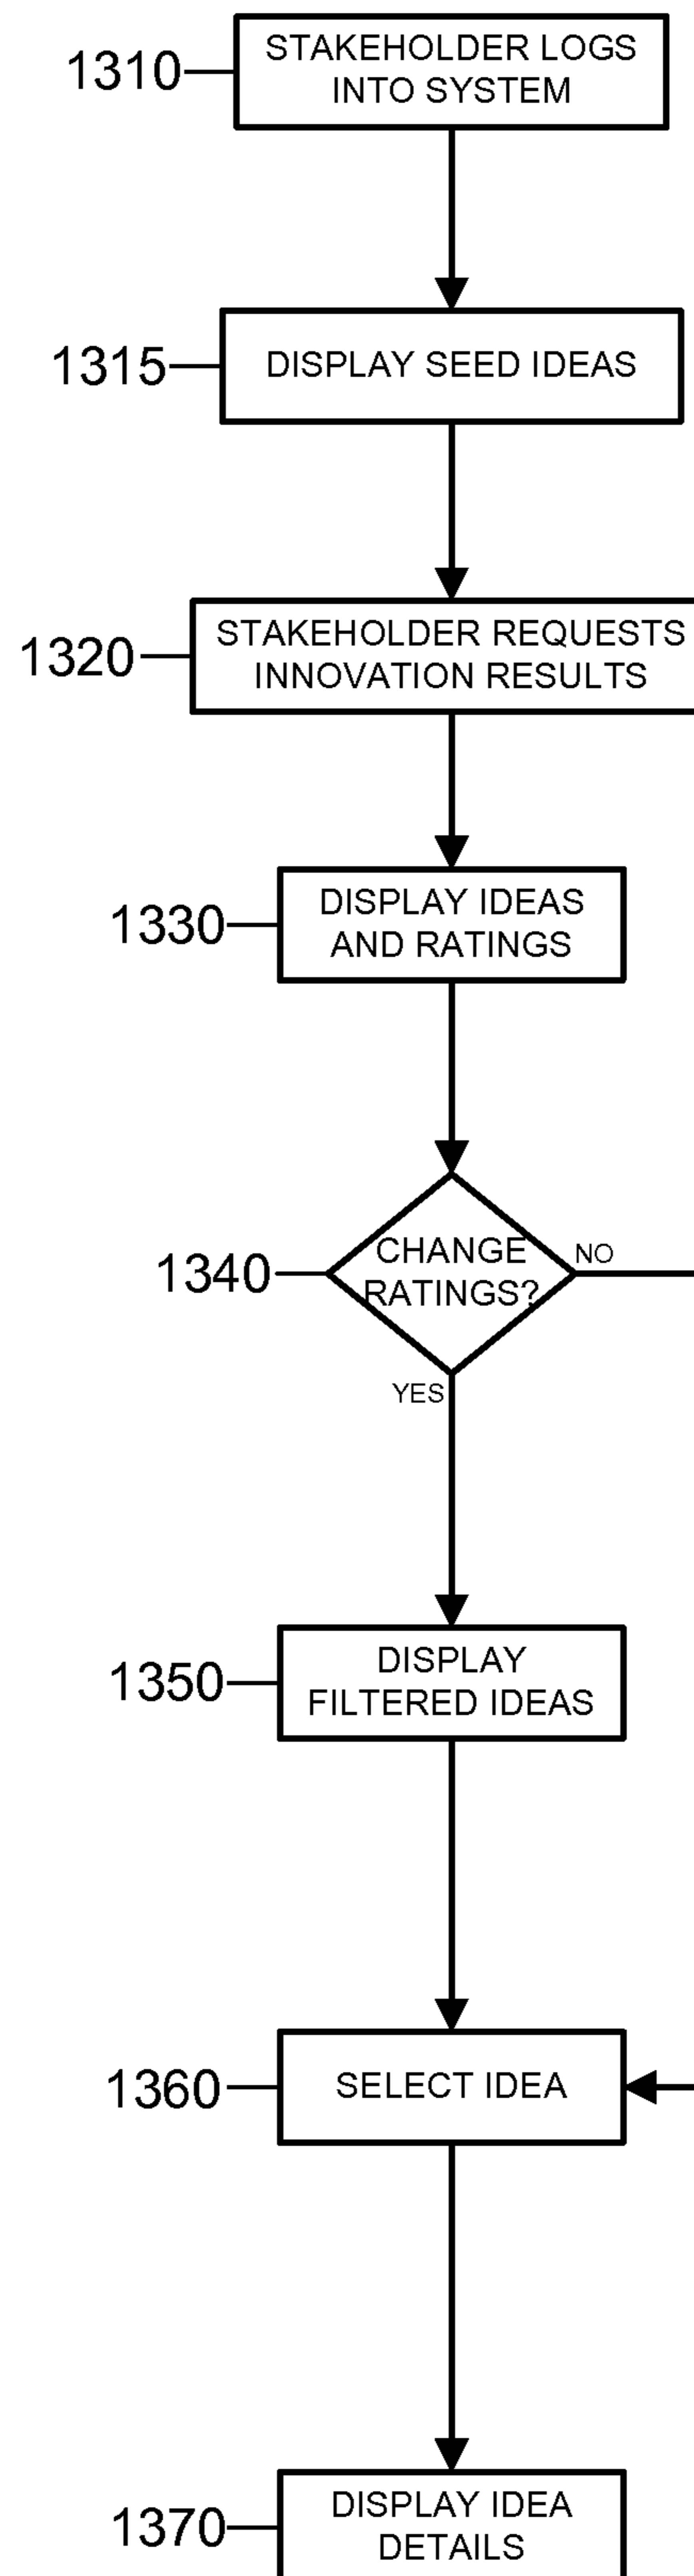 1310
STAKEHOLDER LOGS
INTO SYSTEM
1315
DISPLAY SEED IDEAS
1320
STAKEHOLDER REQUESTS
INNOVATION RESULTS
1330
DISPLAY IDEAS
AND RATINGS
1340
CHANGE
RATINGS?
NO
YES
1350
DISPLAY
FILTERED IDEAS
1360
SELECT IDEA
1370
DISPLAY IDEA
DETAILS